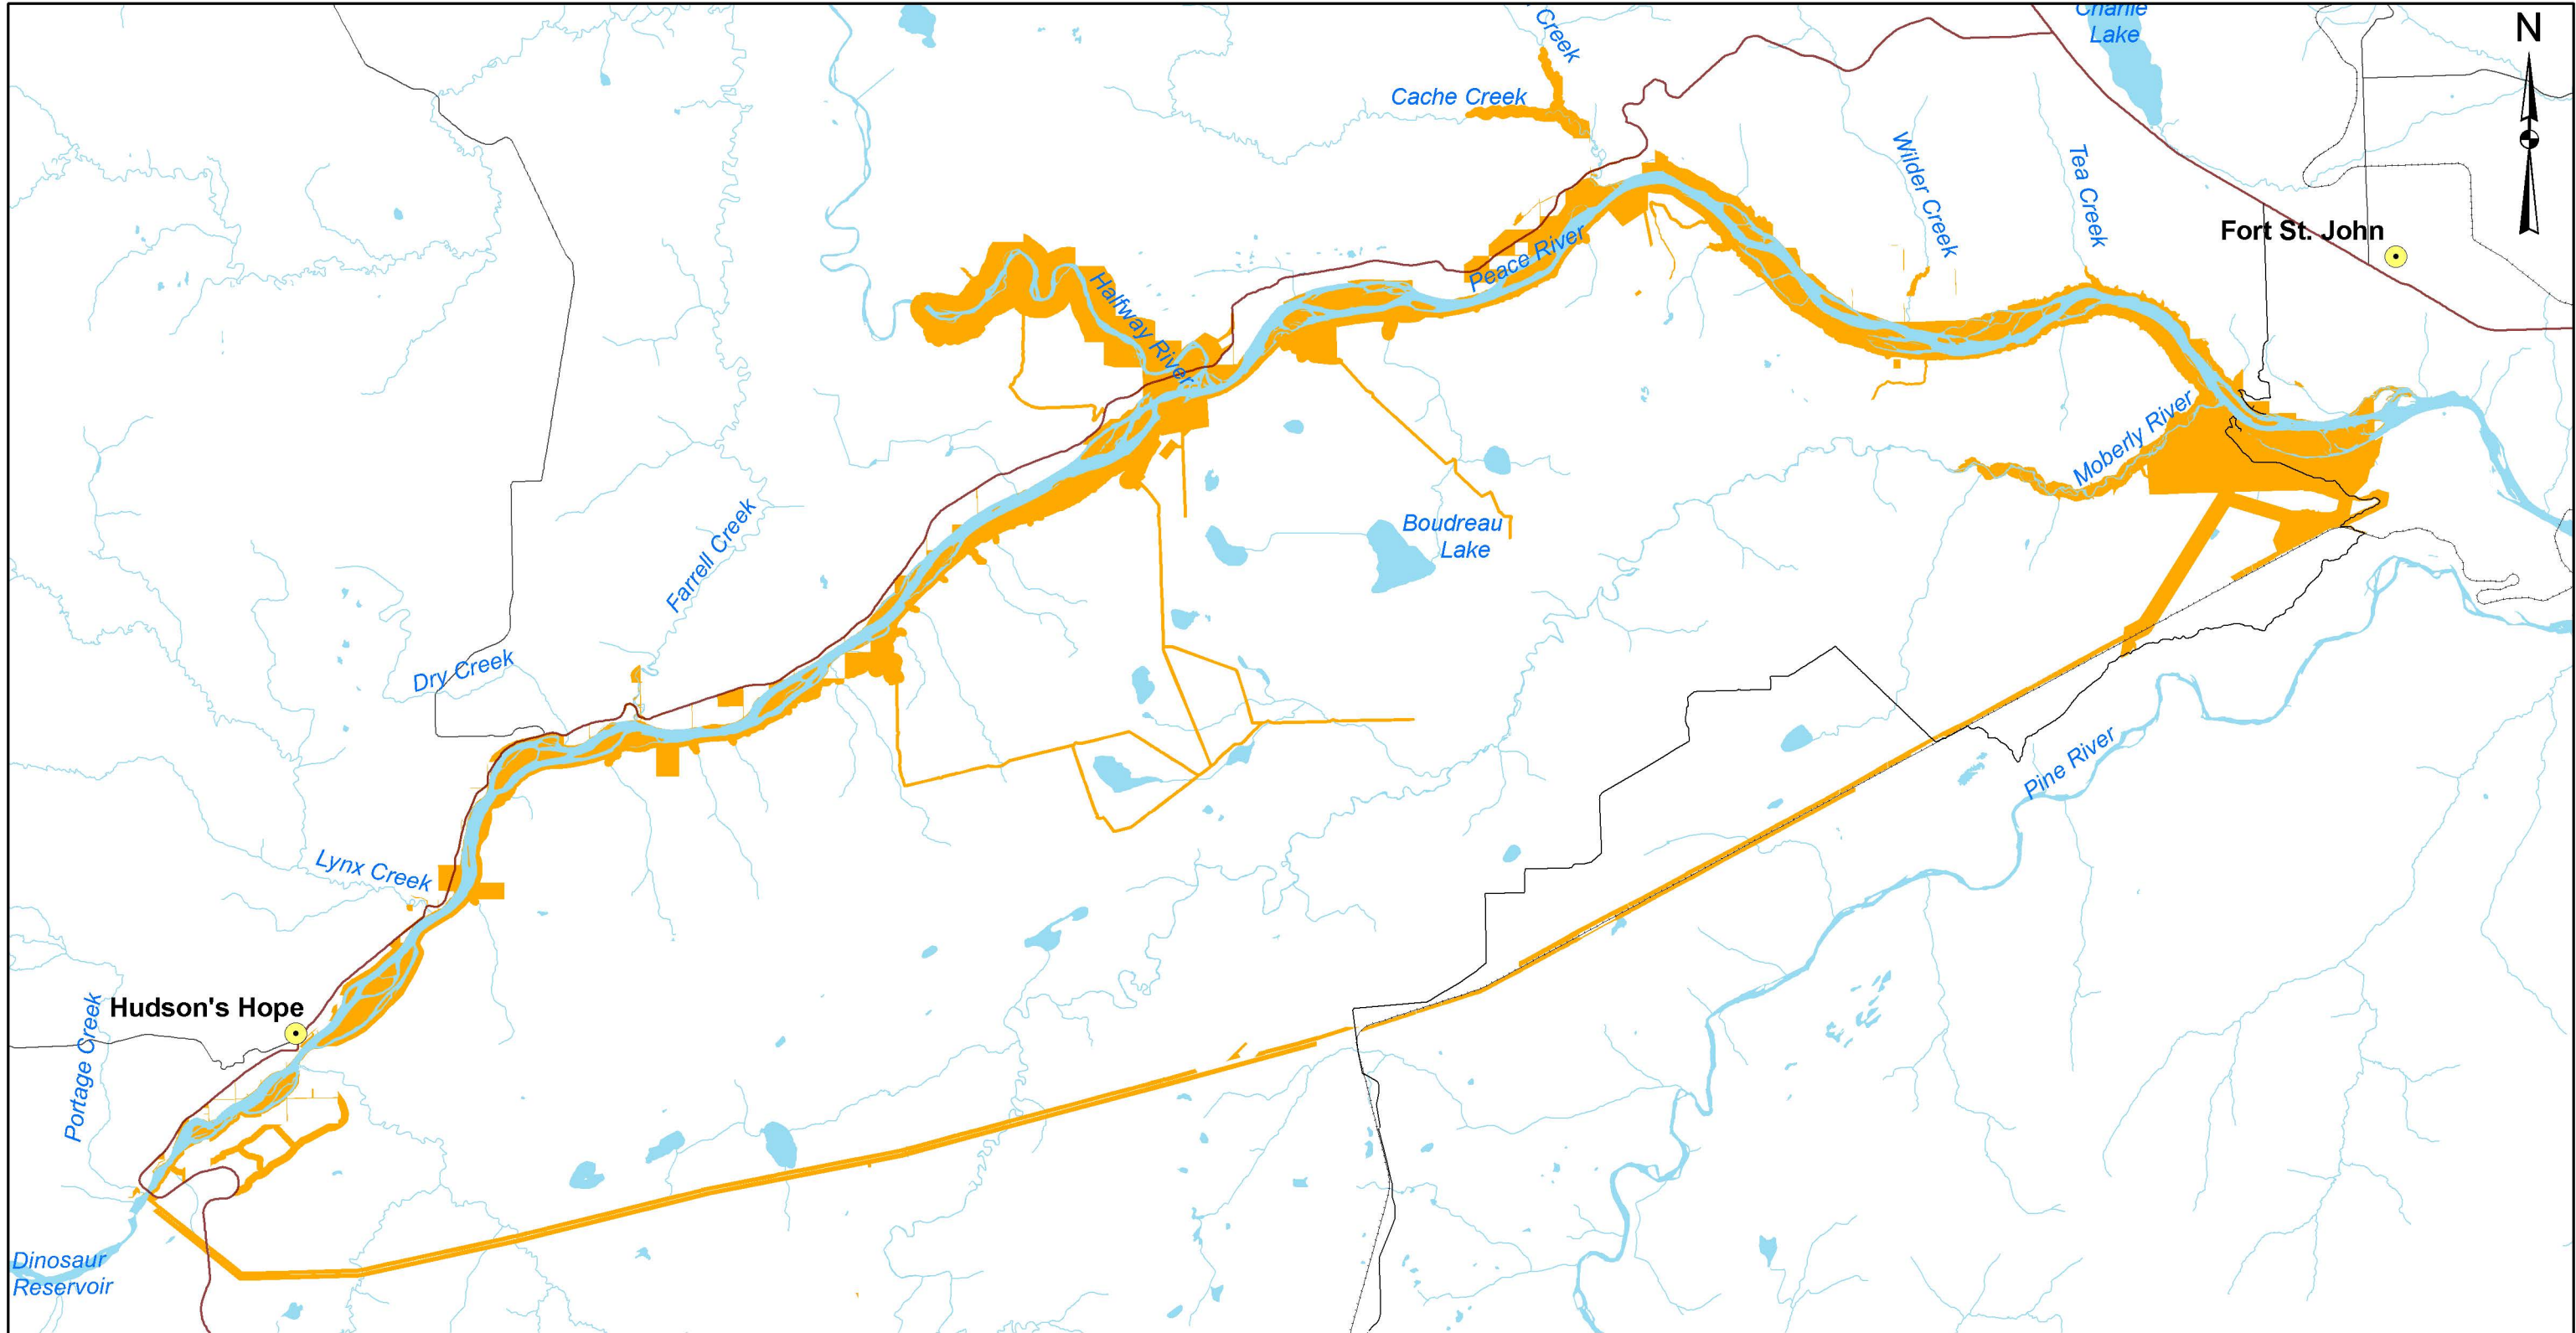 Charlie
Lake
N
Creek
Cache Creek
Wilder Creek
Tea Creek
Fort St. John
Peace River
Halfway River
Moberly River
Boudreau
Lake
Farrell Creek
Dry Creek
Pine River
Lynx Creek
Hudson's Hope
Portage Creek
Dinosaur
Reservoir